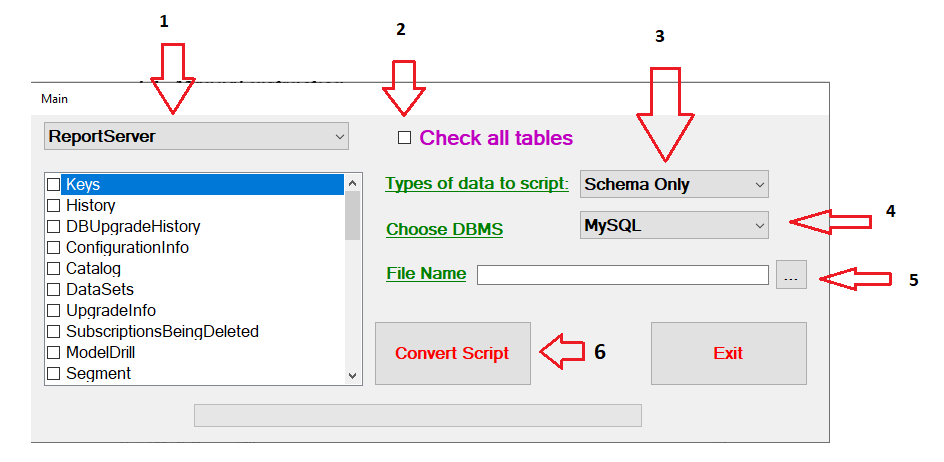 1
2
3
Main
ReportServer
Check all tables
Keys
History
DBUpgradeHistory
ConfigurationInfo
Catalog
DataSets
UpgradeInfo
SubscriptionsBeingDeleted
ModelDrill
Segment
Types of data to script:
Schema Only
Choose DBMS
MySQL
4
File Name
...
5
Convert Script
6
Exit